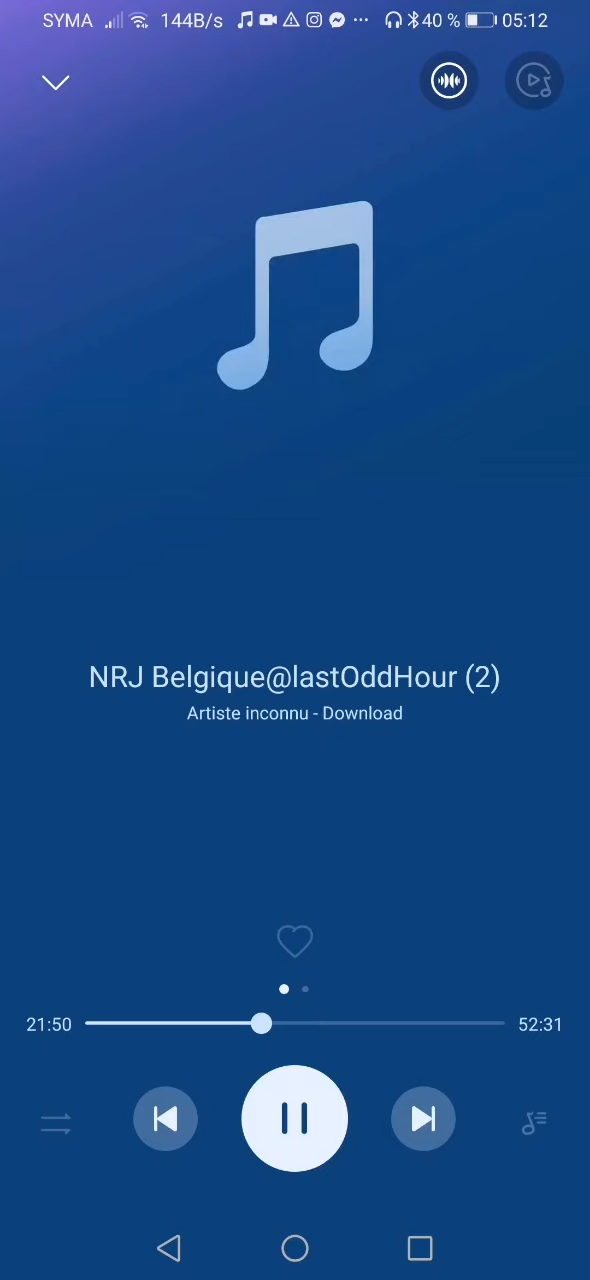 SYMA 144B/s 40 % 05:12
NRJ Belgique@lastOddHour (2)
Artiste inconnu - Download
21:50 52:31